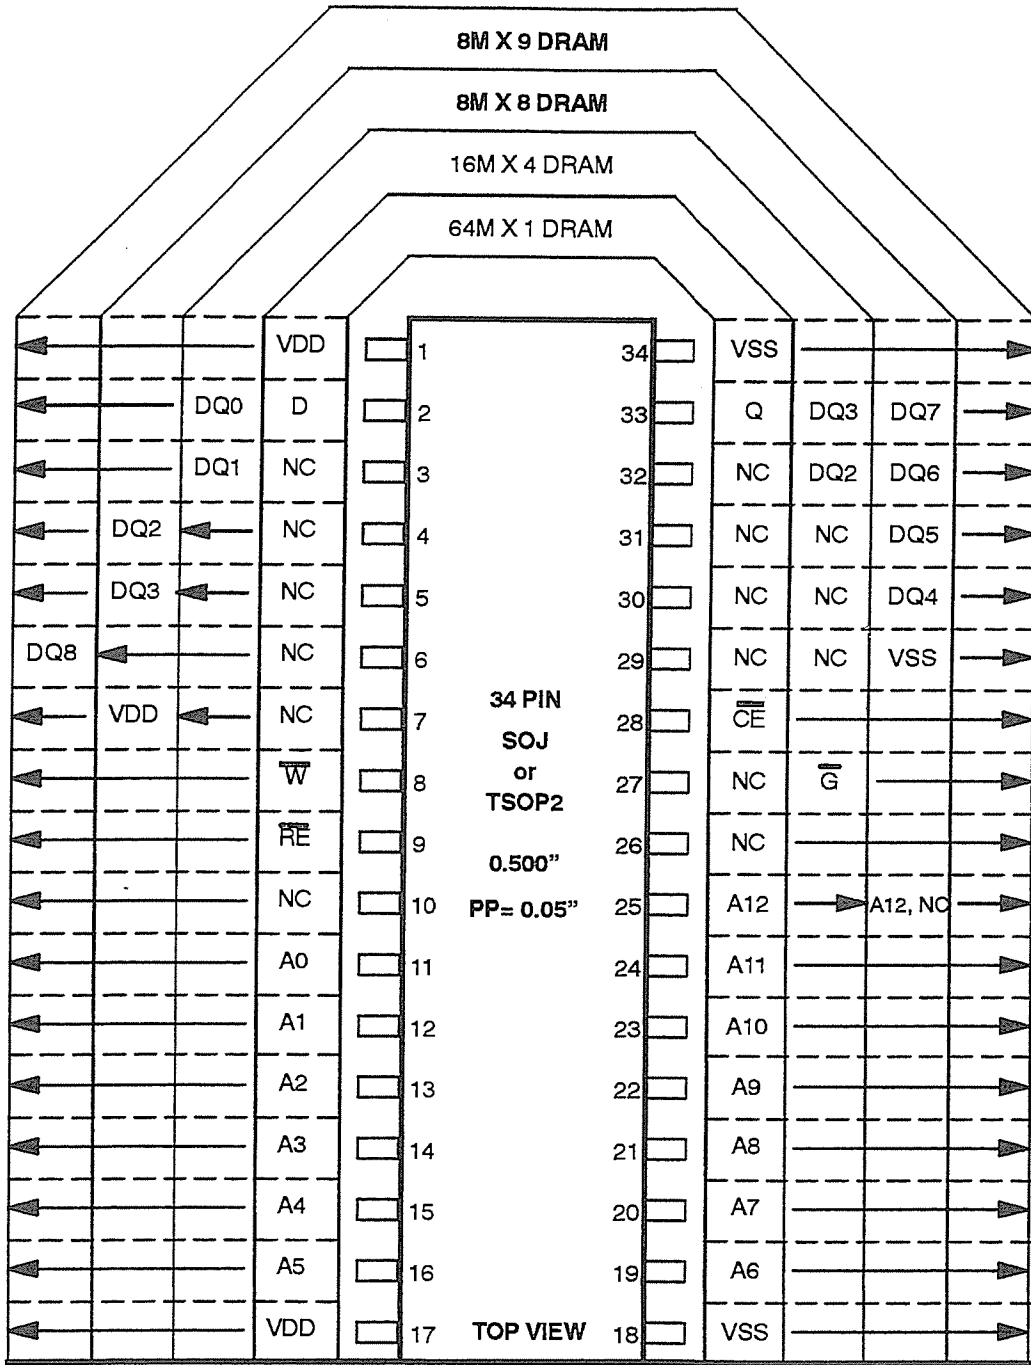 8M X 9 DRAM
8M X 8 DRAM
16M X 4 DRAM
64M X 1 DRAM
VDD 1 34 VSS
DQ0 D 2 33 Q DQ3 DQ7
DQ1 NC 3 32 NC DQ2 DQ6
DQ2 NC 4 31 NC NC DQ5
DQ3 NC 5 30 NC NC DQ4
DQ8 NC 6 29 NC NC VSS
VDD NC 7 28 C̅E̅
W̅ 8 27 NC G̅
R̅E̅ 9 26 NC
NC 10 25 A12 A12, NC
A0 11 24 A11
A1 12 23 A10
A2 13 22 A9
A3 14 21 A8
A4 15 20 A7
A5 16 19 A6
VDD 17 18 VSS
34 PIN
SOJ
or
TSOP2
0.500”
PP= 0.05”
TOP VIEW